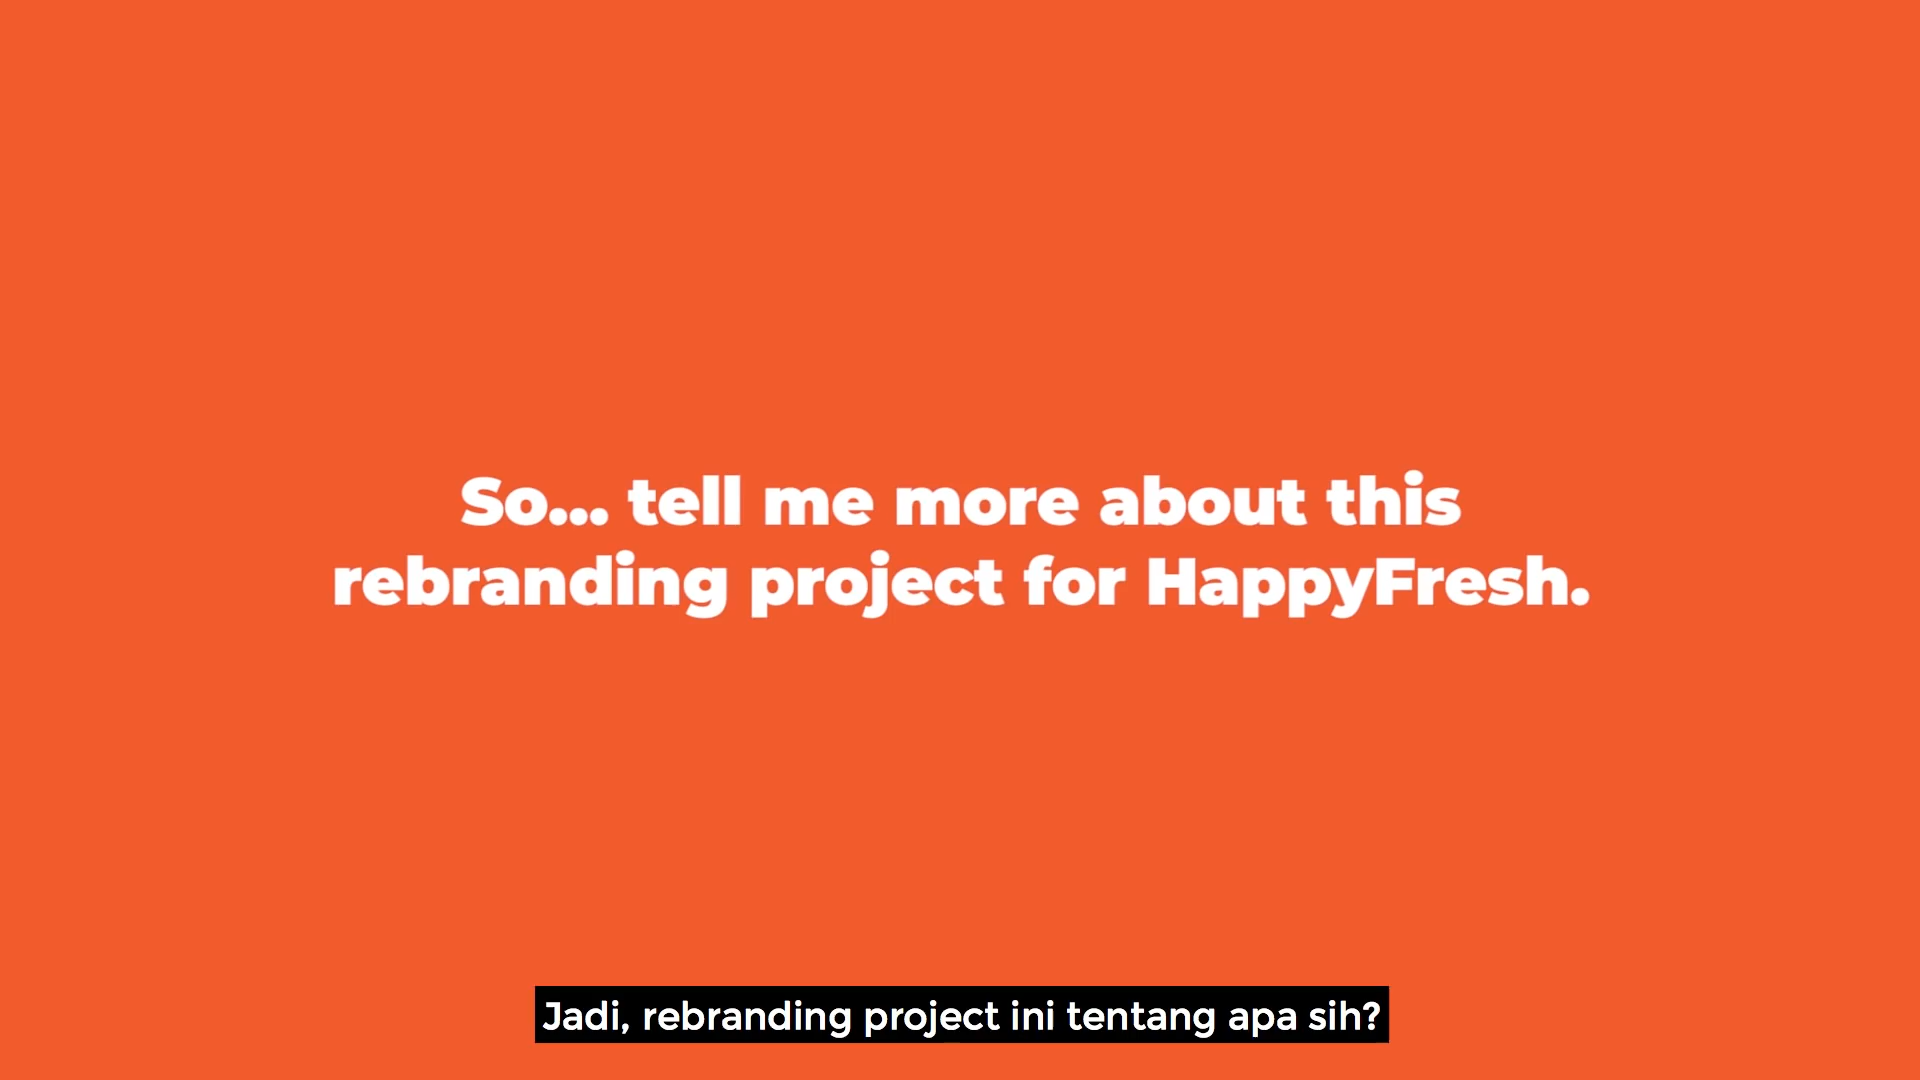 So... tell me more about this
rebranding project for HappyFresh.
Jadi, rebranding project ini tentang apa sih?